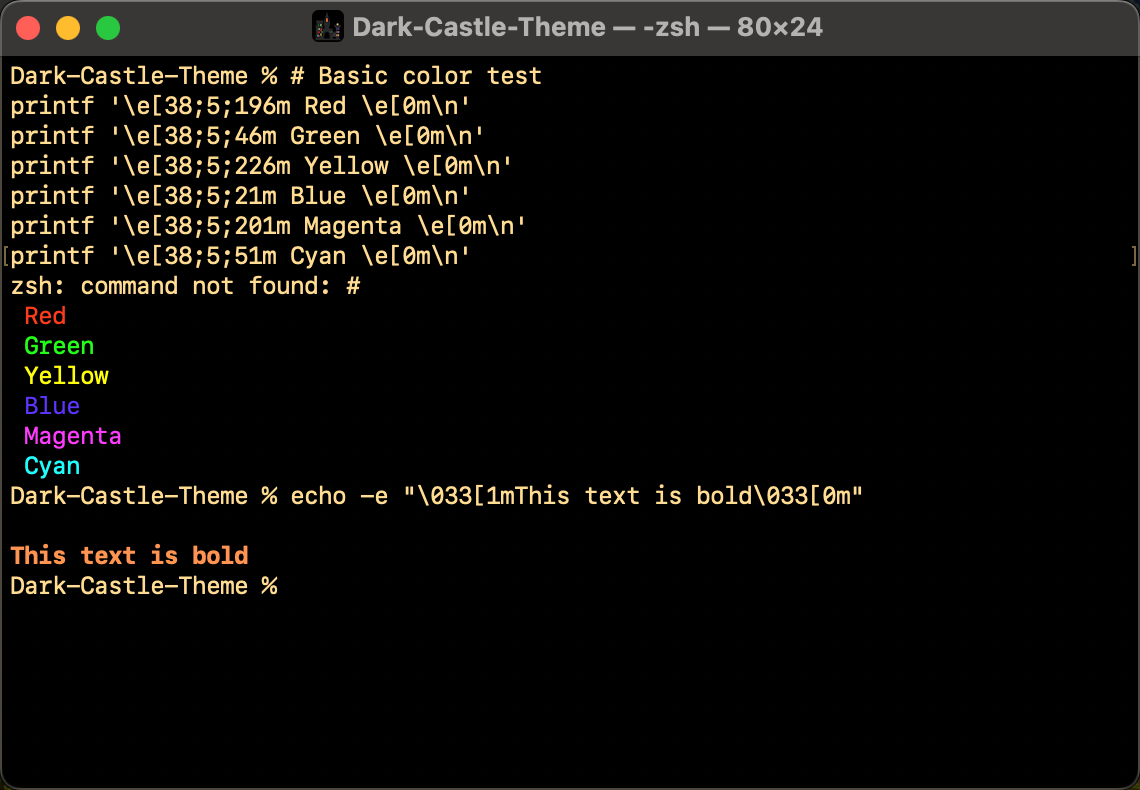 Dark-Castle-Theme — -zsh — 80×24
Dark-Castle-Theme % # Basic color test
printf '\e[38;5;196m Red \e[0m\n'
printf '\e[38;5;46m Green \e[0m\n'
printf '\e[38;5;226m Yellow \e[0m\n'
printf '\e[38;5;21m Blue \e[0m\n'
printf '\e[38;5;201m Magenta \e[0m\n'
[printf '\e[38;5;51m Cyan \e[0m\n' ]
zsh: command not found: #
 Red
 Green
 Yellow
 Blue
 Magenta
 Cyan
Dark-Castle-Theme % echo -e "\033[1mThis text is bold\033[0m"
This text is bold
Dark-Castle-Theme %